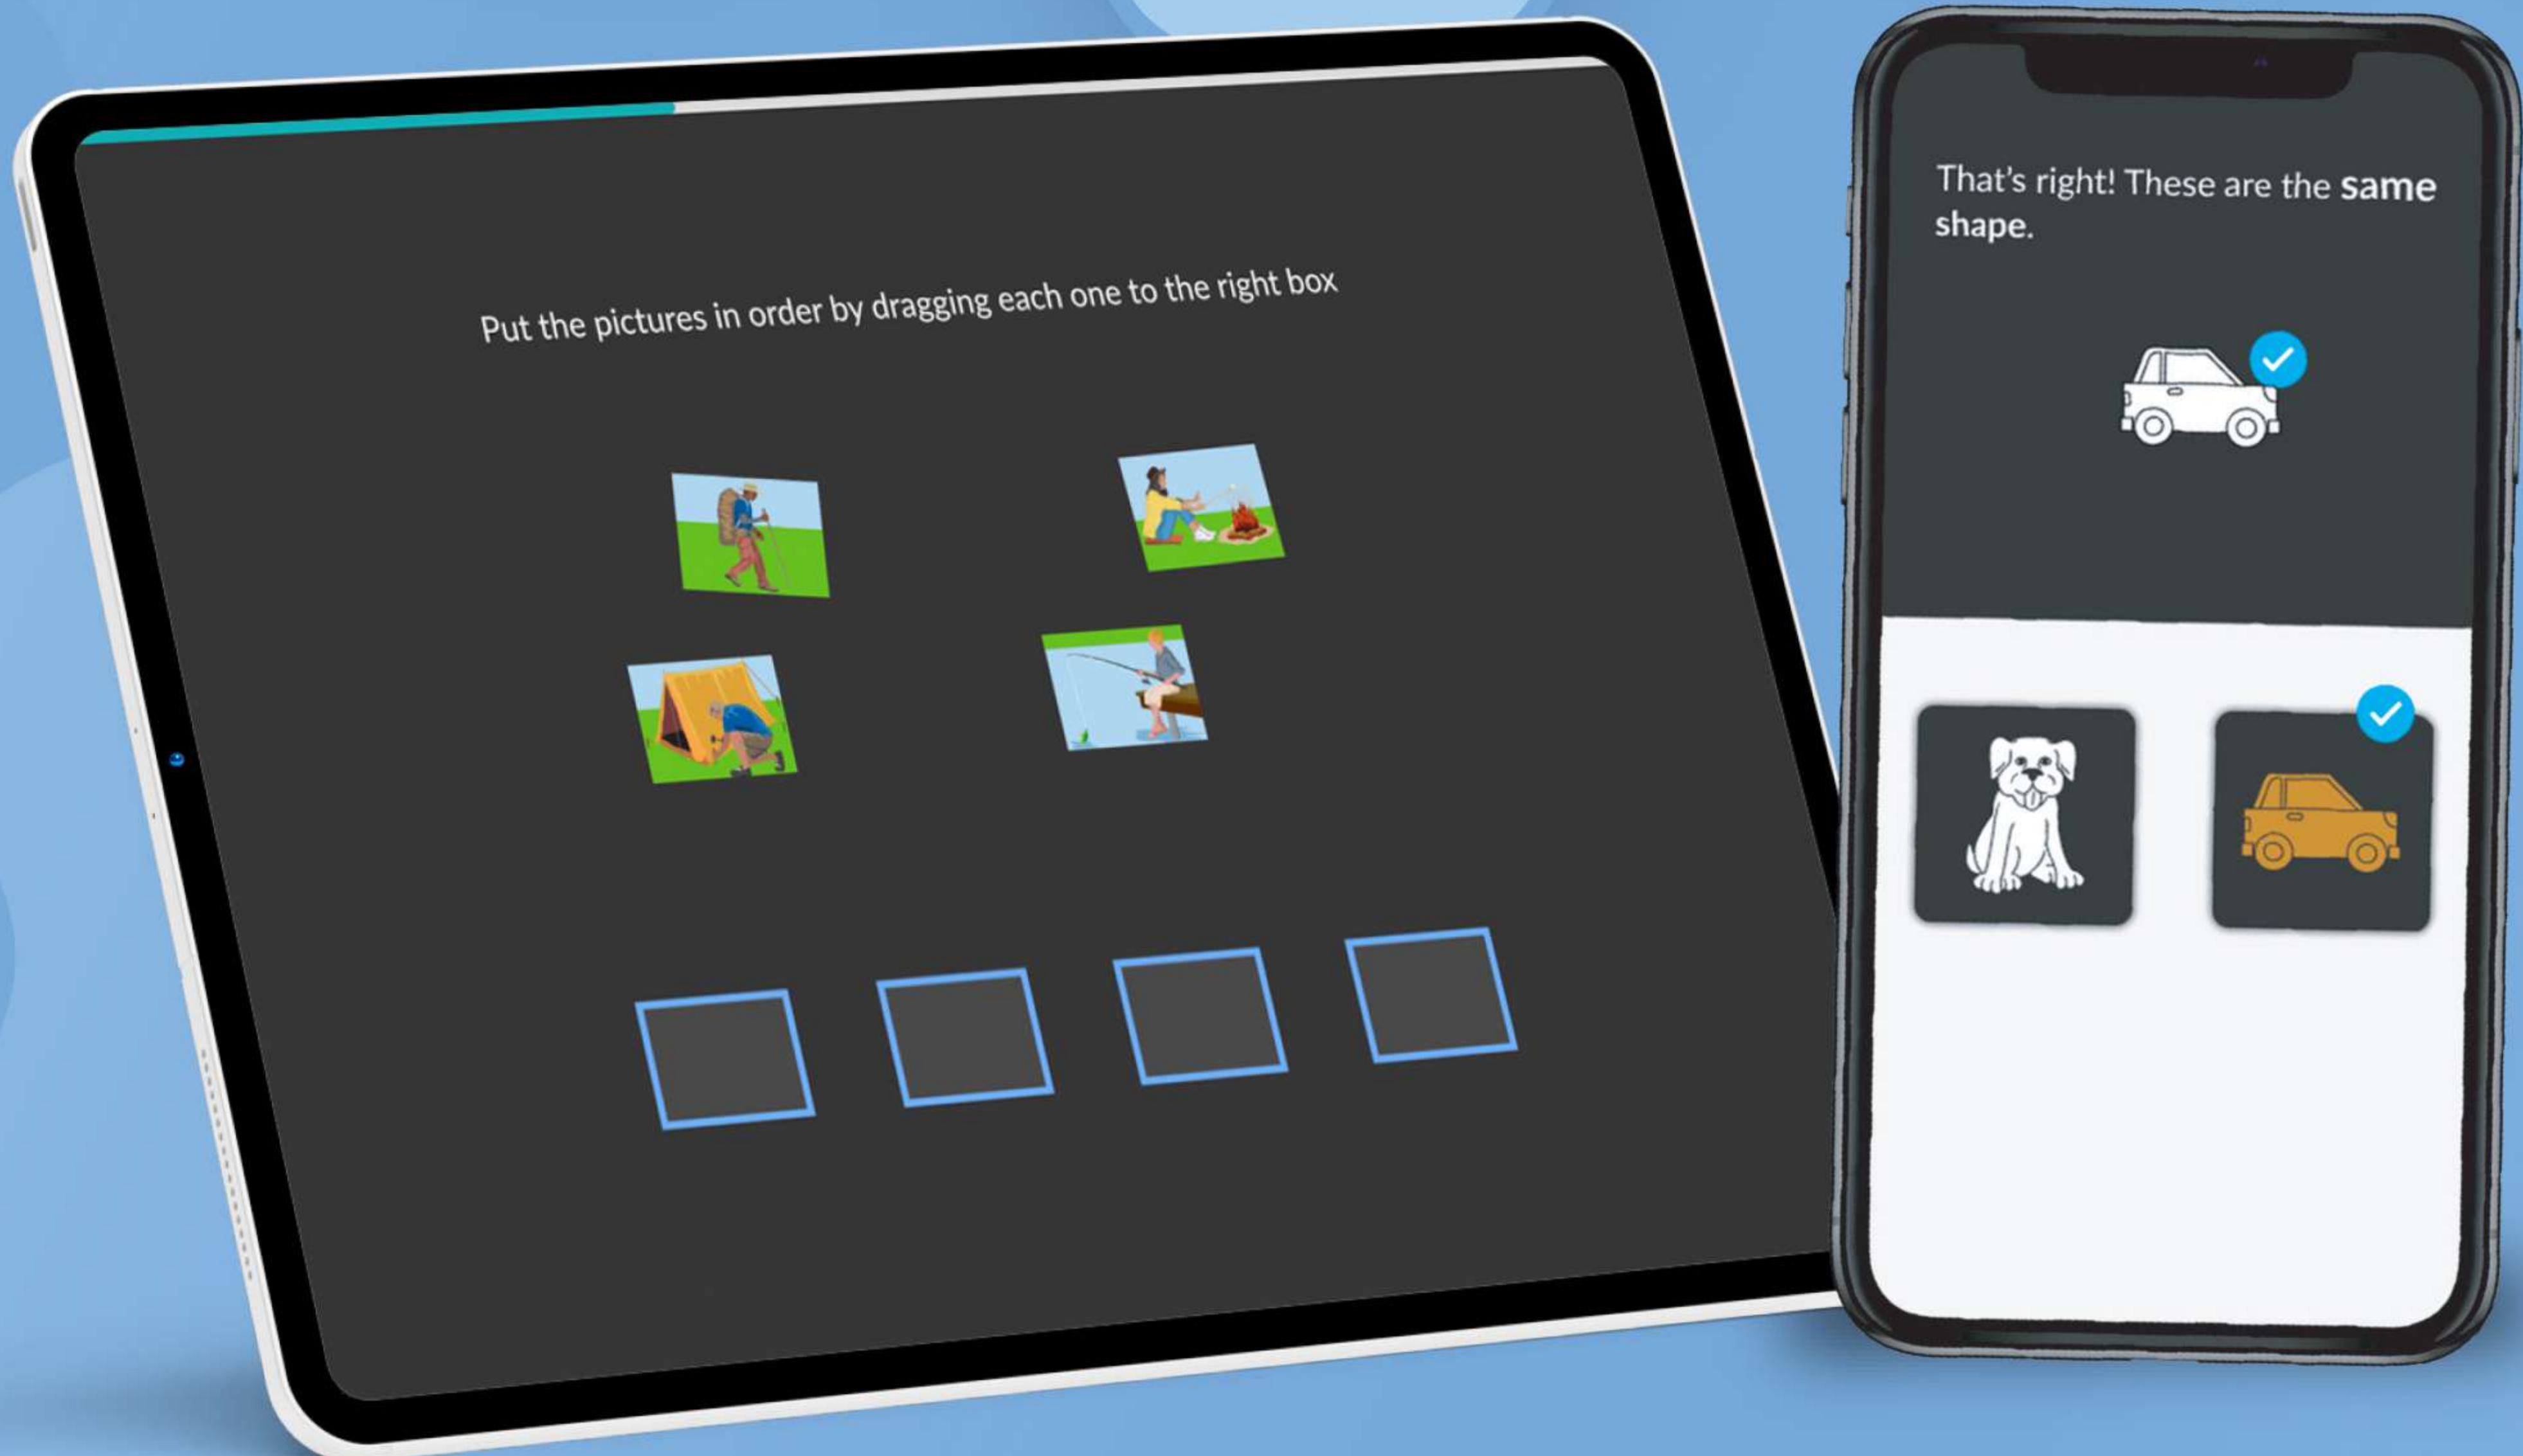 Put the pictures in order by dragging each one to the right box
That's right! These are the same
shape.